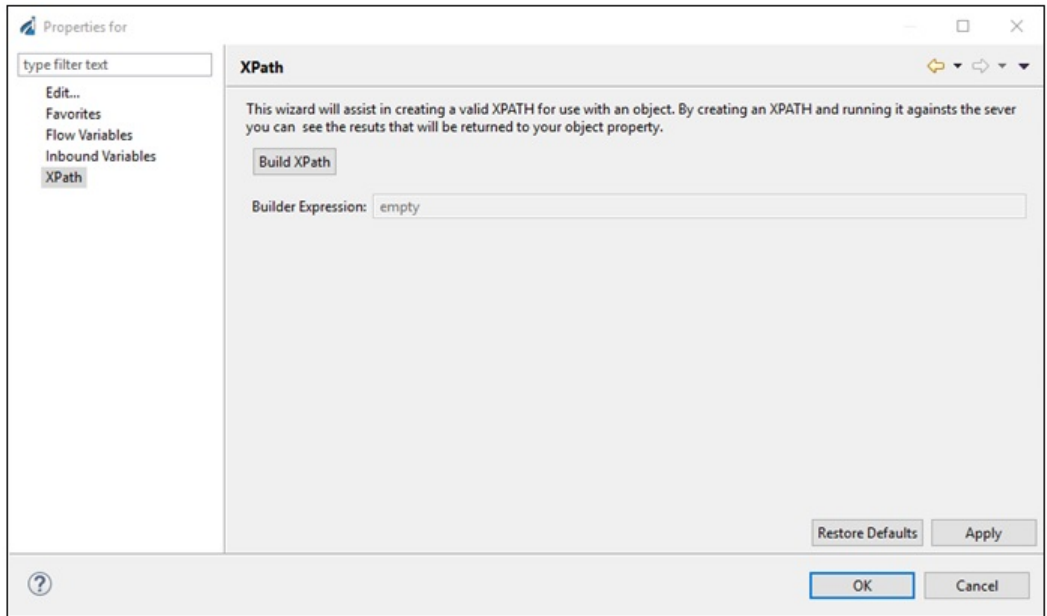 Properties for
type filter text
Edit...
Favorites
Flow Variables
Inbound Variables
XPath
XPath
This wizard will assist in creating a valid XPATH for use with an object. By creating an XPATH and running it againsts the sever
you can see the resuts that will be returned to your object property.
Build XPath
Builder Expression: empty
Restore Defaults Apply
? OK Cancel